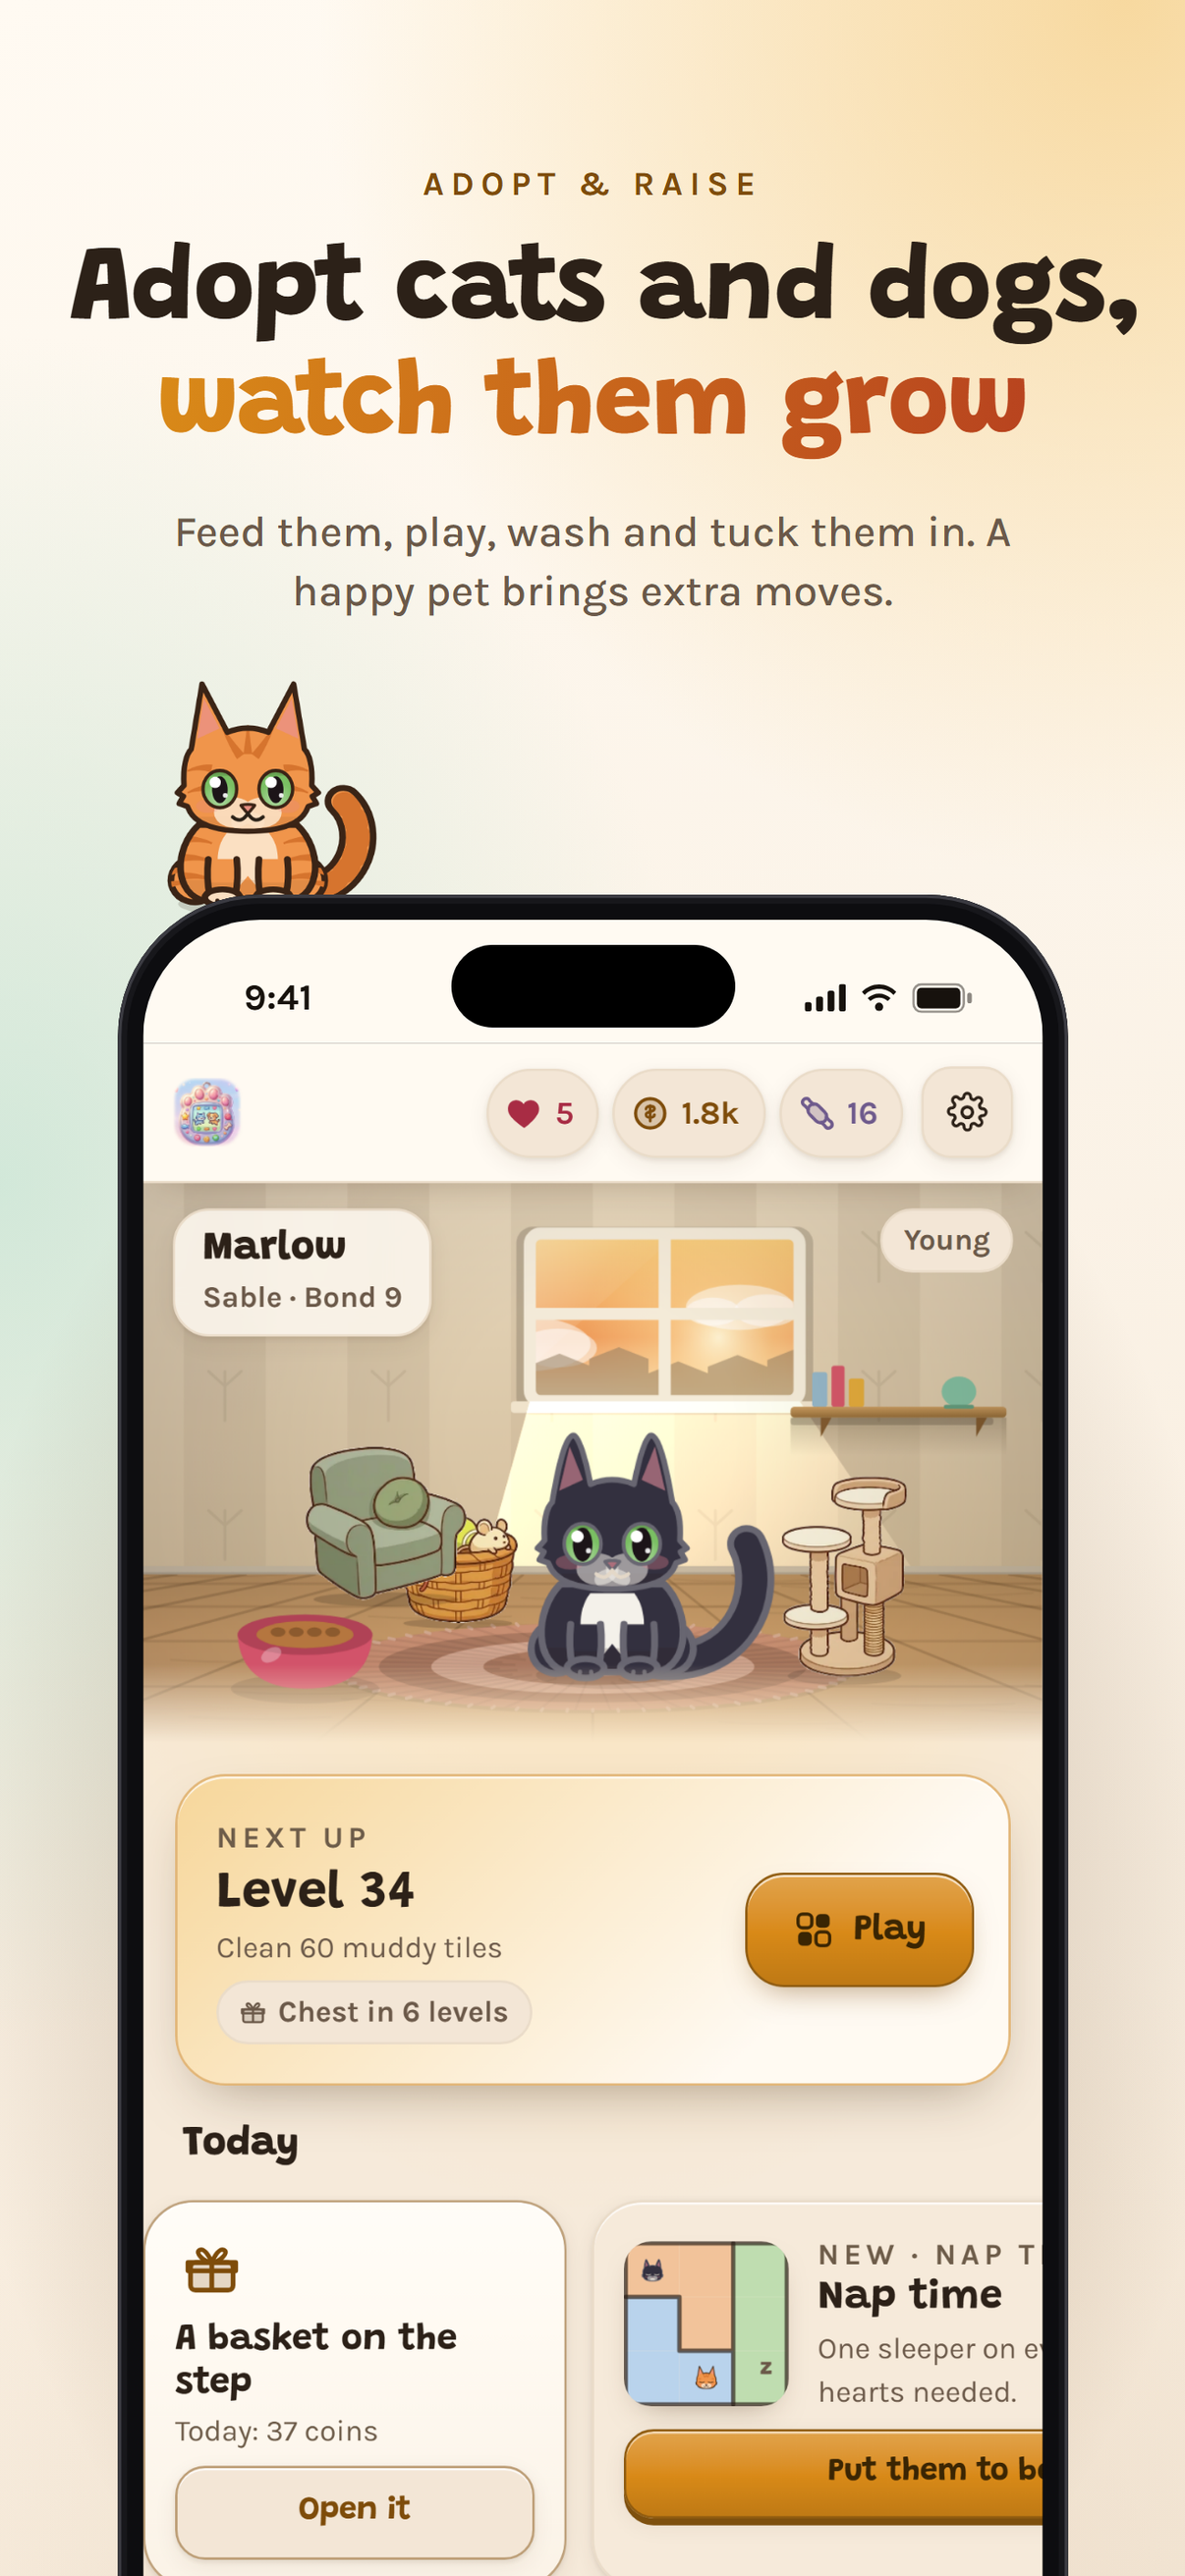 ADOPT & RAISE
Adopt cats and dogs,
watch them grow
Feed them, play, wash and tuck them in. A
happy pet brings extra moves.
9:41
5
1.8k
16
Marlow
Sable · Bond 9
Young
NEXT UP
Level 34
Clean 60 muddy tiles
Chest in 6 levels
Play
Today
A basket on the
step
Today: 37 coins
Open it
NEW · NAP
Nap time
One sleeper on
hearts needed.
z
Put them to